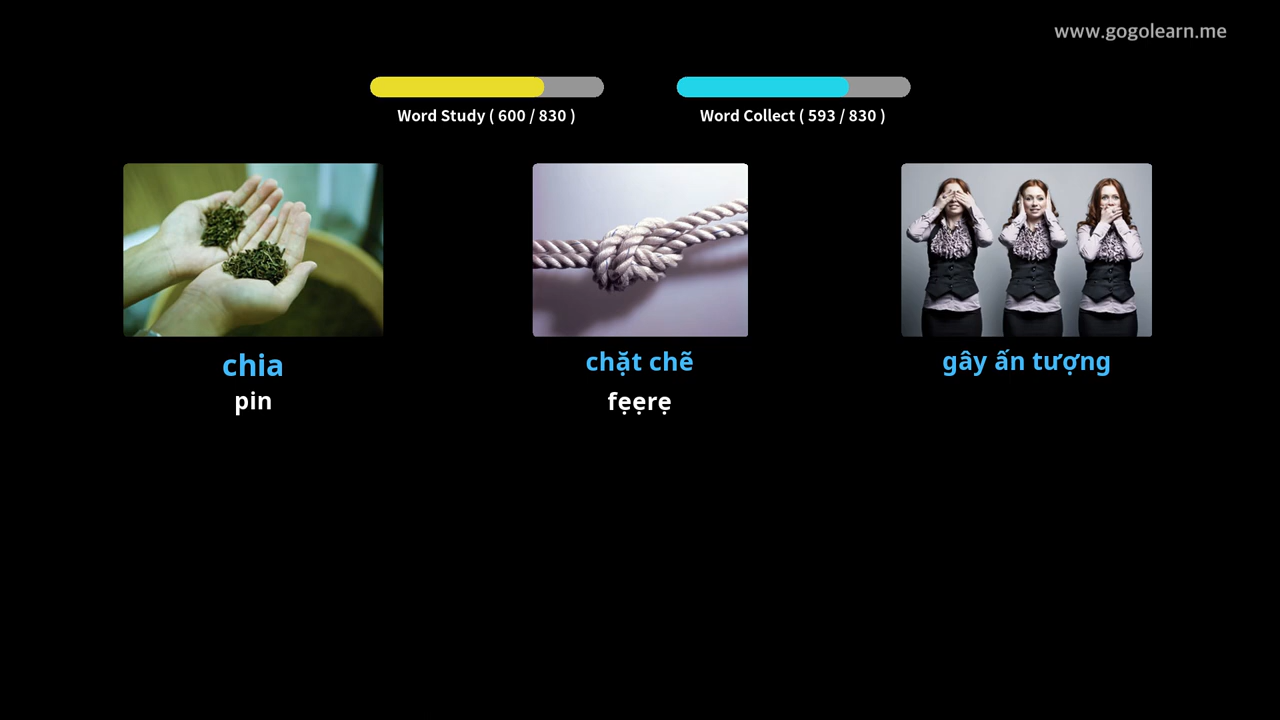 www.gogolearn.me
Word Study ( 600 / 830 )
Word Collect ( 593 / 830 )
chia
pin
chặt chẽ
fẹẹrẹ
gây ấn tượng